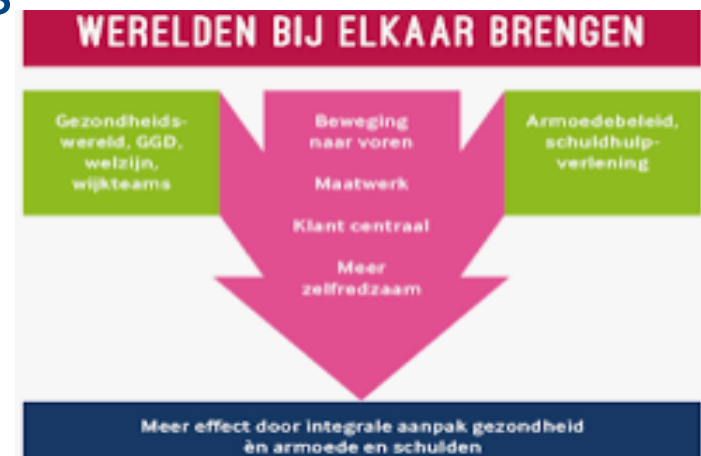 WERELDEN BIJ ELKAAR BRENGEN
Gezondheids-
wereld, GGD,
welzijn,
wijkteams
Beweging
naar voren
Maatwerk
Klant centraal
Meer
zelfredzaam
Armoedebeleid,
schuldhulp-
verlening
Meer effect door integrale aanpak gezondheid
èn armoede en schulden